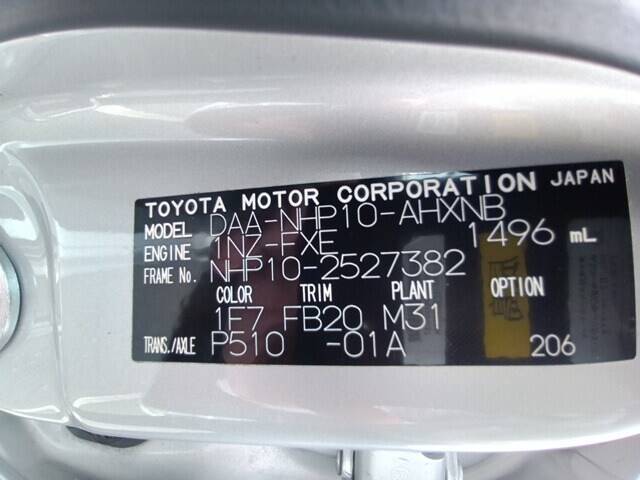 TOYOTA MOTOR CORPORATION JAPAN
MODEL DAA-NHP10-AHXNB
ENGINE 1NZ-FXE 1496 mL
FRAME No. NHP10-2527382
COLOR TRIM PLANT OPTION
1F7 FB20 M31
TRANS./AXLE P510 -01A 206